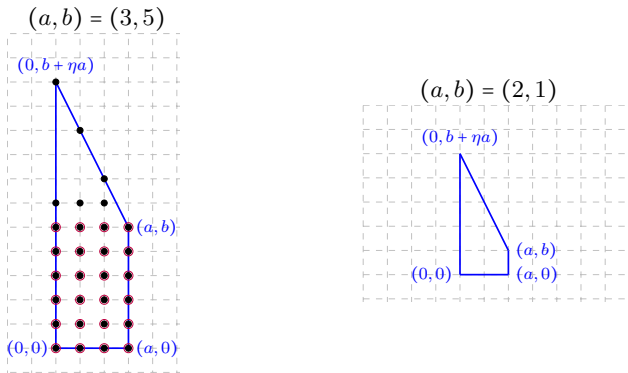 (a, b) = (3, 5)
(0, b + ηa)
(a, b)
(0, 0)
(a, 0)
(a, b) = (2, 1)
(0, b + ηa)
(a, b)
(0, 0)
(a, 0)